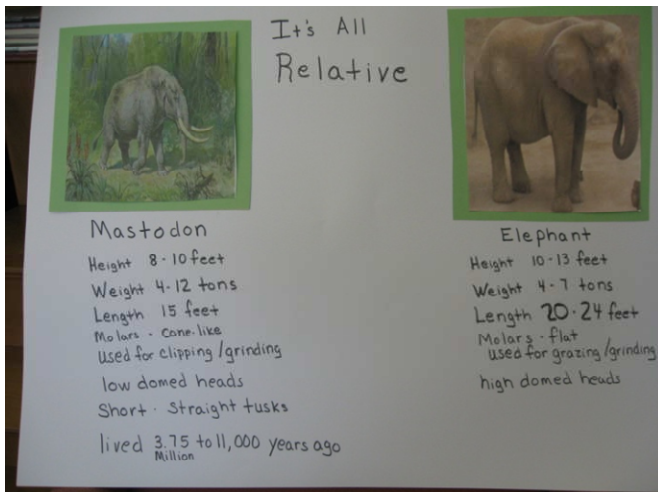 It's All
Relative
Mastodon
Height 8-10 feet
Weight 4-12 tons
Length 15 feet
Molars - Cone-like
used for clipping/grinding
low domed heads
Short - Straight tusks
lived 3.75 to 11,000 years ago
Million
Elephant
Height 10-13 feet
Weight 4-7 tons
Length 20-24 feet
Molars - flat
used for grazing/grinding
high domed heads